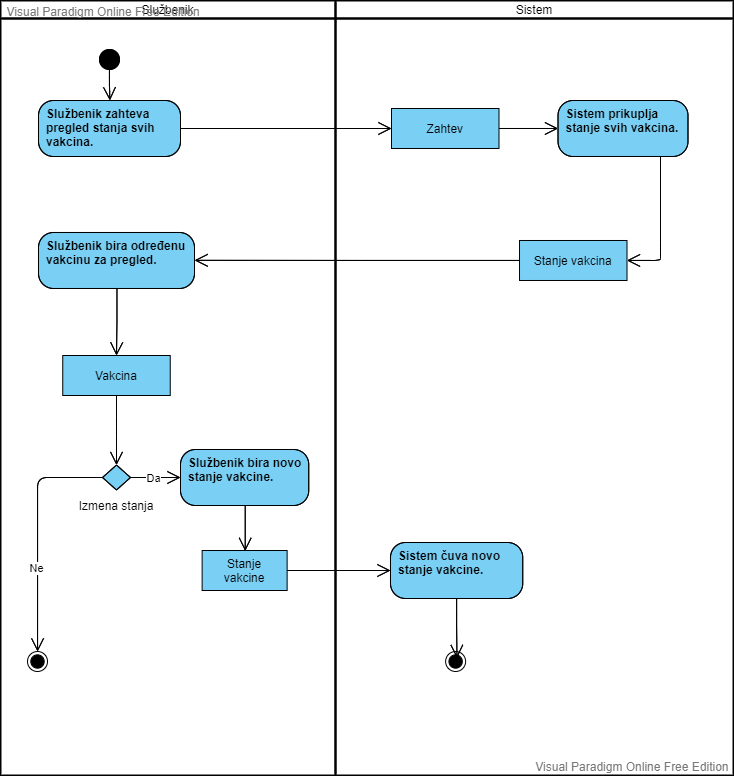 Visual Paradigm Online Free Edition
Službenik
Sistem
Službenik zahteva
pregled stanja svih
vakcina.
Zahtev
Sistem prikuplja
stanje svih vakcina.
Službenik bira određenu
vakcinu za pregled.
Stanje vakcina
Vakcina
Službenik bira novo
stanje vakcine.
Da
Izmena stanja
Stanje
vakcine
Sistem čuva novo
stanje vakcine.
Ne
Visual Paradigm Online Free Edition